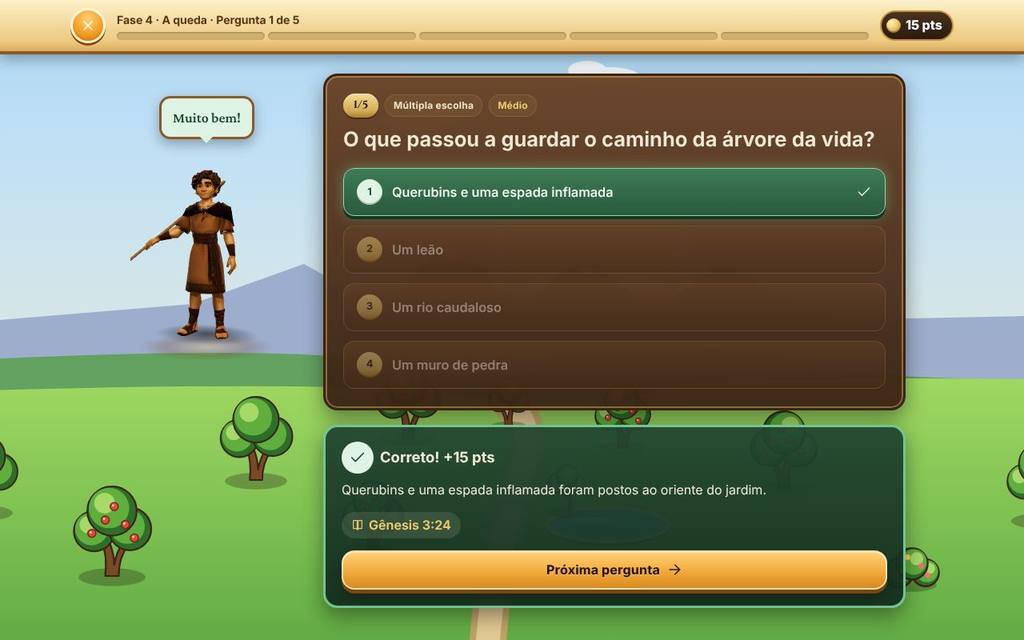 Fase 4 · A queda · Pergunta 1 de 5
15 pts
Muito bem!
1/5
Múltipla escolha
Médio
O que passou a guardar o caminho da árvore da vida?
1 Querubins e uma espada inflamada
2 Um leão
3 Um rio caudaloso
4 Um muro de pedra
Correto! +15 pts
Querubins e uma espada inflamada foram postos ao oriente do jardim.
Gênesis 3:24
Próxima pergunta →